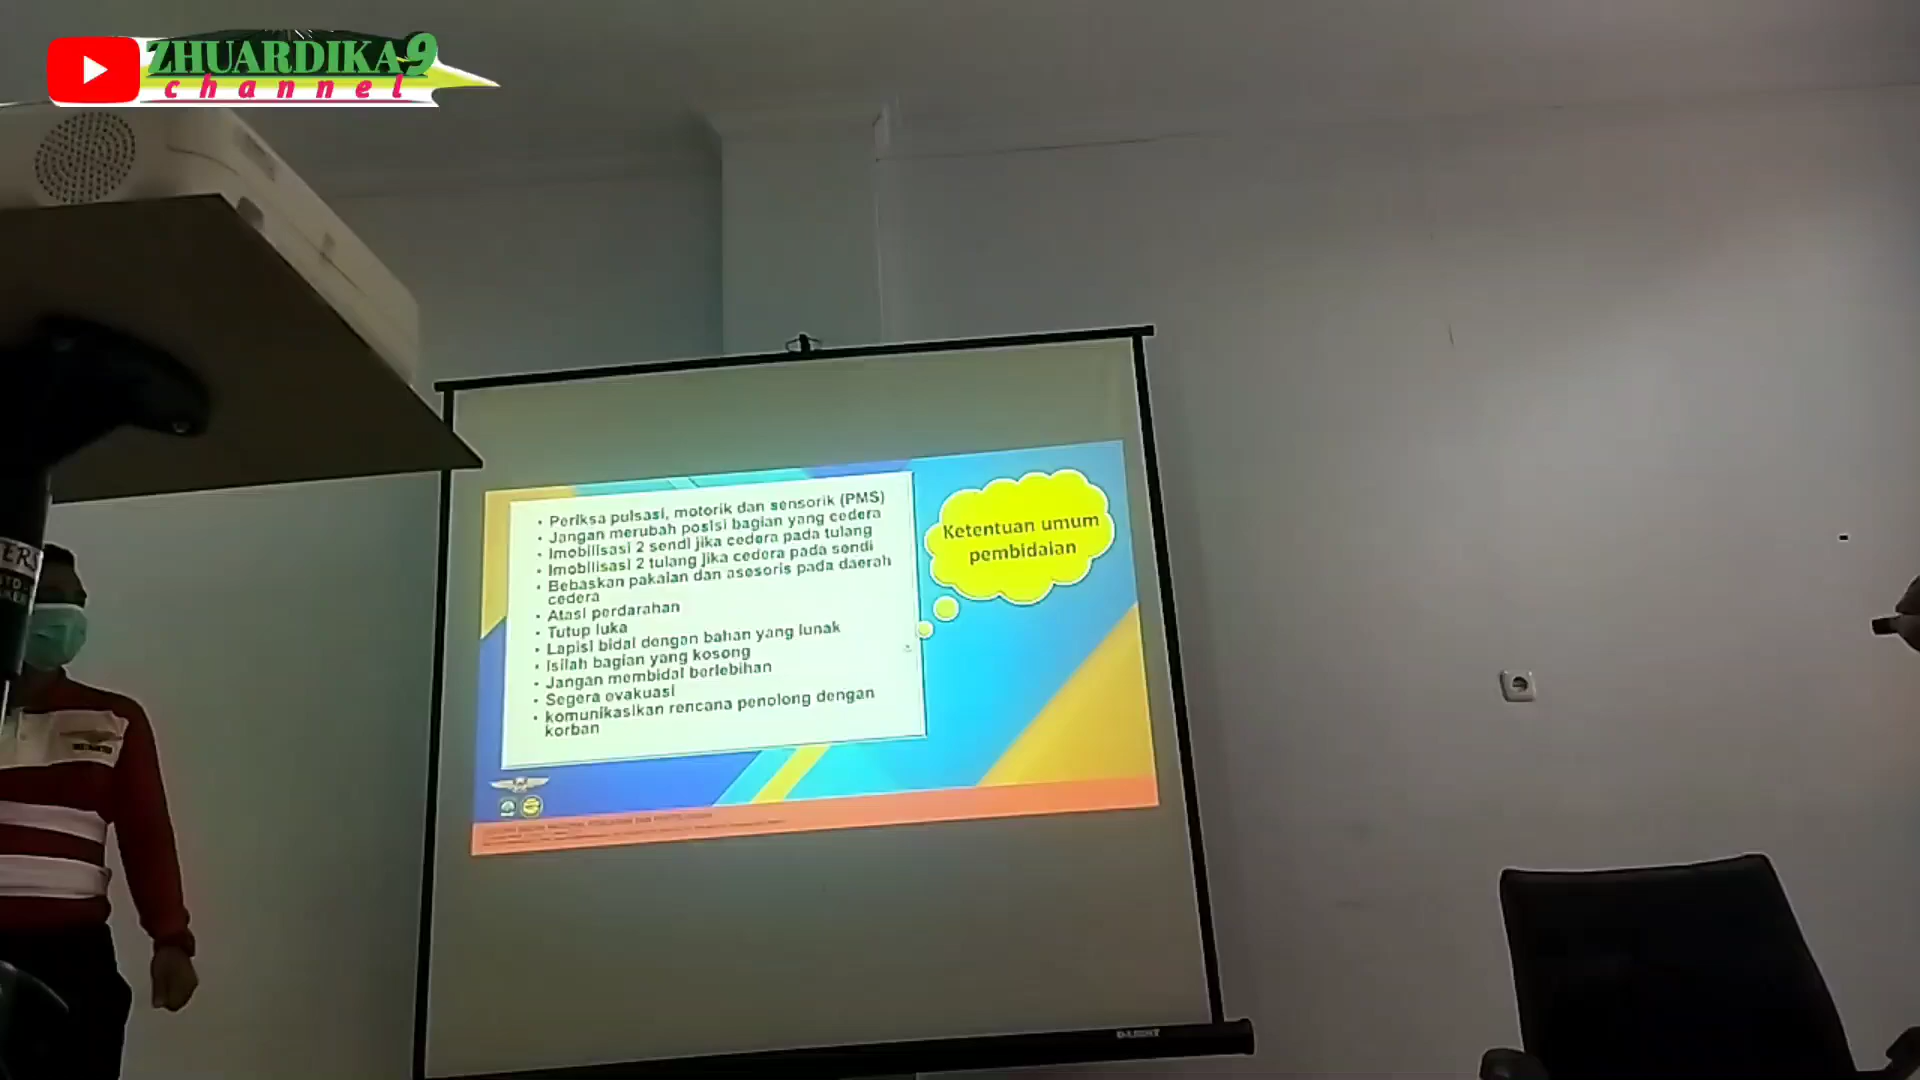 ZHUARDIKA9
channel
• Periksa pulsasi, motorik dan sensorik (PMS)
• Jangan merubah posisi bagian yang cedera
• Imobilisasi 2 sendi jika cedera pada tulang
• Imobilisasi 2 tulang jika cedera pada sendi
• Bebaskan pakaian dan asesoris pada daerah
cedera
• Atasi perdarahan
• Tutup luka
• Lapisi bidai dengan bahan yang lunak
• Isilah bagian yang kosong
• Jangan membidai berlebihan
• Segera evakuasi
• komunikasikan rencana penolong dengan
korban
Ketentuan umum
pembidaian